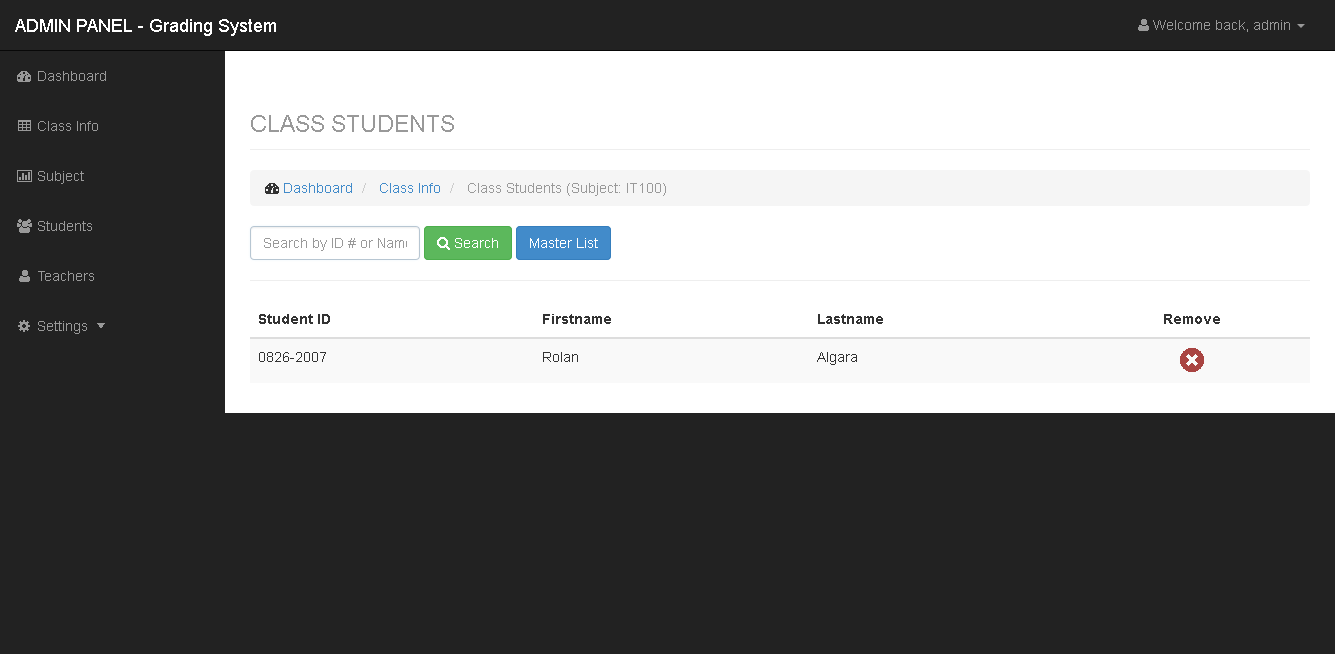 ADMIN PANEL - Grading System
Welcome back, admin
Dashboard
Class Info
Subject
Students
Teachers
Settings
CLASS STUDENTS
Dashboard / Class Info / Class Students (Subject: IT100)
Search by ID # or Name Search Master List
Student ID Firstname Lastname Remove
0826-2007 Rolan Algara